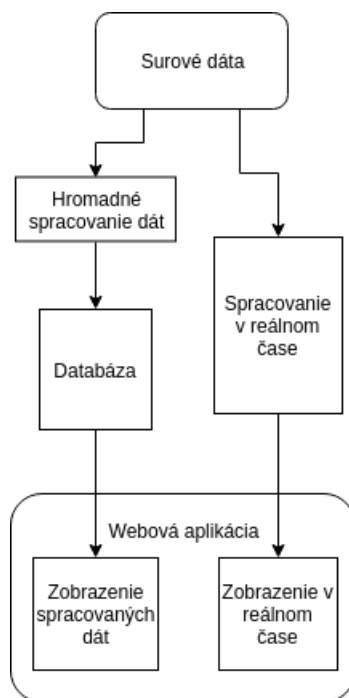 Surové dáta
Hromadné
spracovanie dát
Spracovanie
v reálnom
čase
Databáza
Webová aplikácia
Zobrazenie
spracovaných
dát
Zobrazenie v
reálnom
čase